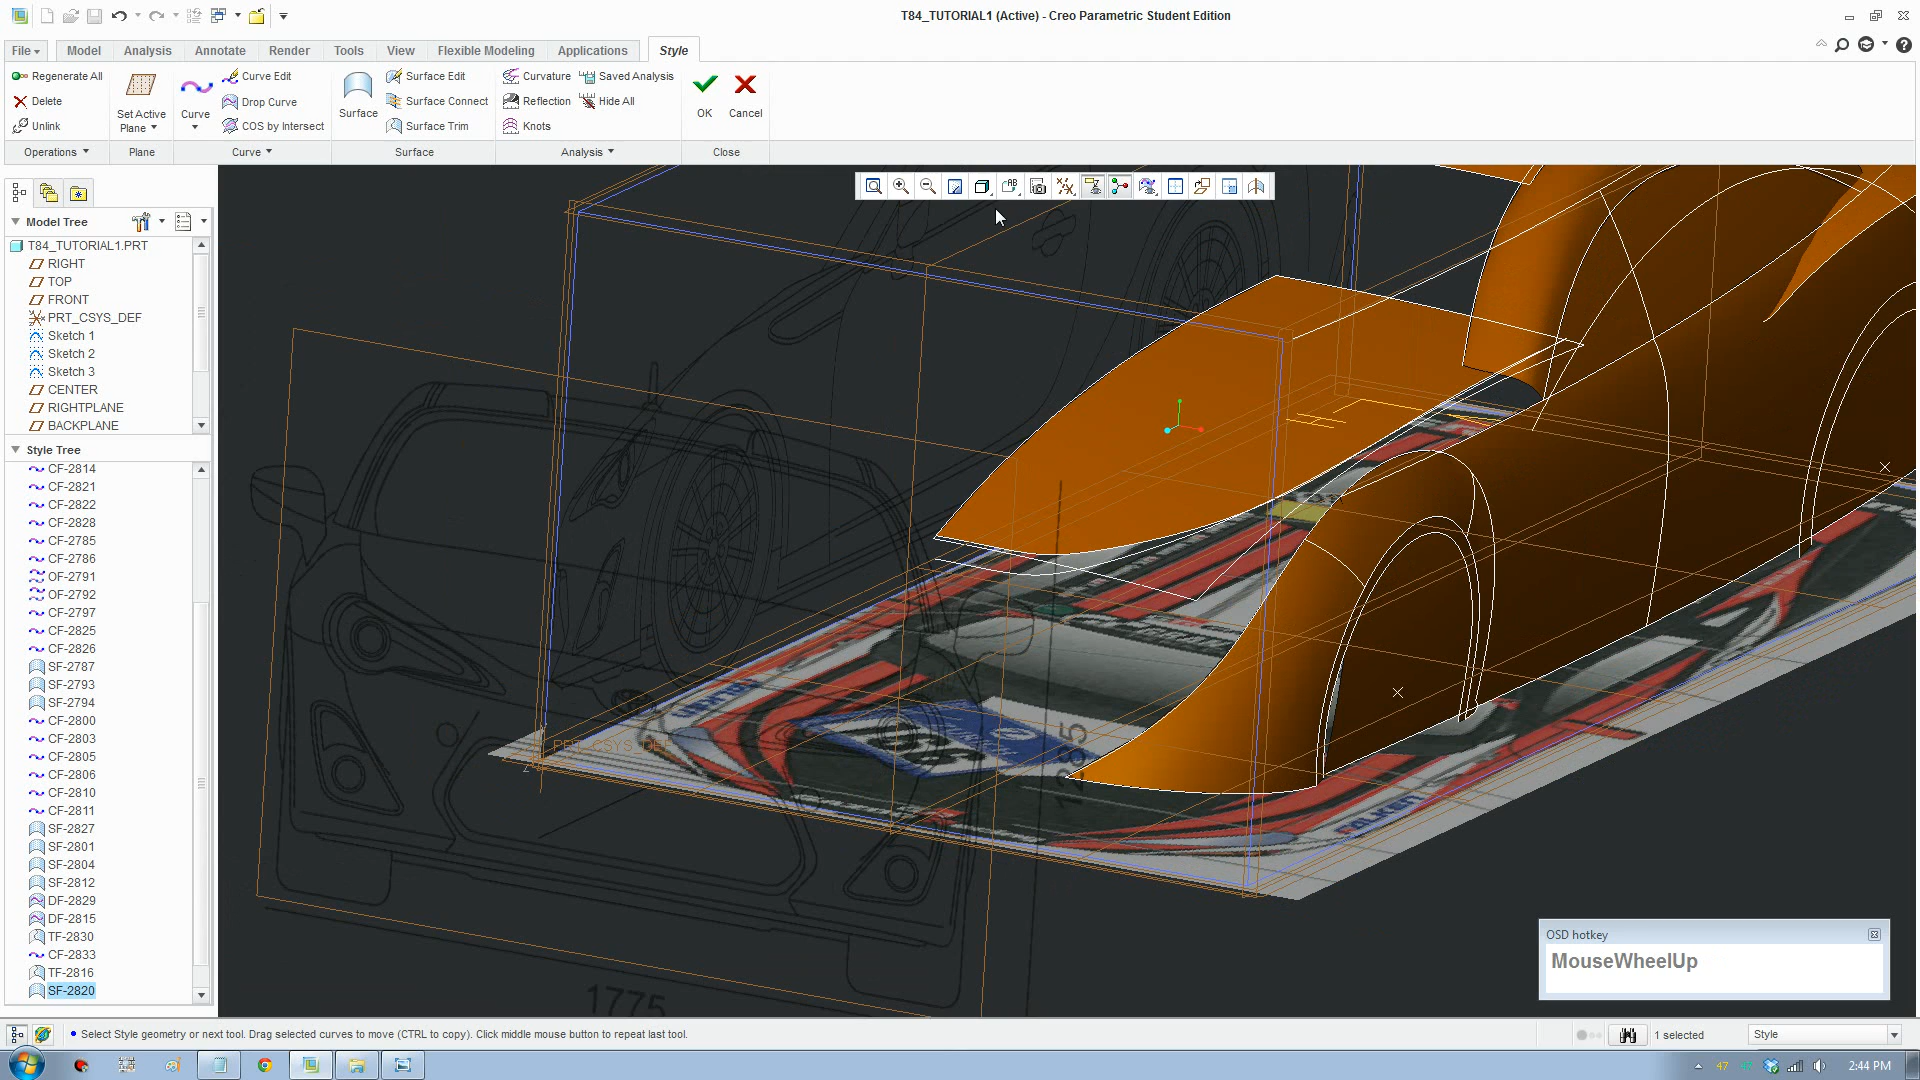 T84_TUTORIAL1 (Active) - Creo Parametric Student Edition
File
Model
Analysis
Annotate
Render
Tools
View
Flexible Modeling
Applications
Style
Regenerate All
Delete
Unlink
Set Active
Plane
Curve
Curve Edit
Drop Curve
COS by Intersect
Surface
Surface Edit
Surface Connect
Surface Trim
Curvature
Reflection
Knots
Saved Analysis
Hide All
OK
Cancel
Operations
Plane
Curve
Surface
Analysis
Close
Model Tree
T84_TUTORIAL1.PRT
RIGHT
TOP
FRONT
PRT_CSYS_DEF
Sketch 1
Sketch 2
Sketch 3
CENTER
RIGHTPLANE
BACKPLANE
Style Tree
CF-2814
CF-2821
CF-2822
CF-2828
CF-2785
CF-2786
OF-2791
OF-2792
CF-2797
CF-2825
CF-2826
SF-2787
SF-2793
SF-2794
CF-2800
CF-2803
CF-2805
CF-2806
CF-2810
CF-2811
SF-2827
SF-2801
SF-2804
SF-2812
DF-2829
DF-2815
TF-2830
CF-2833
TF-2816
SF-2820
PRT_CSYS_DEF
1295
1775
FALKEN
FALKEN
OSD hotkey
MouseWheelUp
Select Style geometry or next tool. Drag selected curves to move (CTRL to copy). Click middle mouse button to repeat last tool.
1 selected
Style
47
2:44 PM